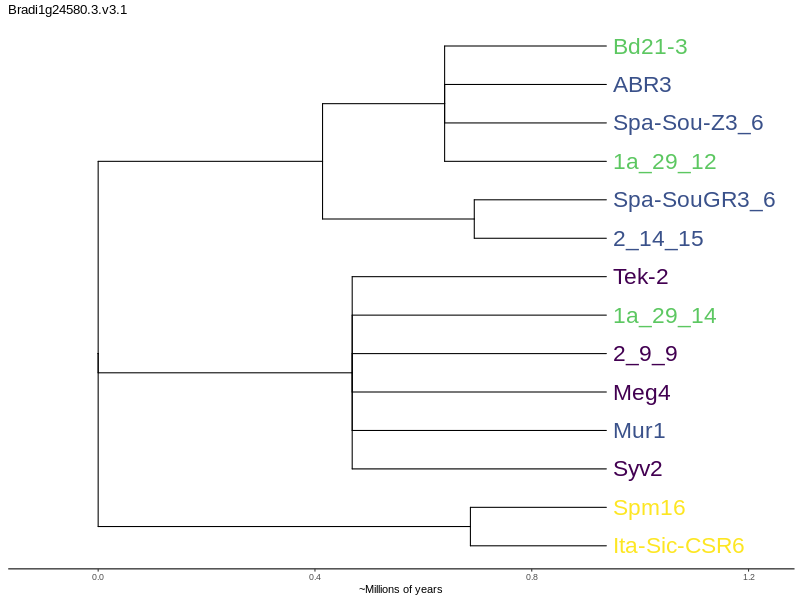 Bradi1g24580.3.v3.1
Bd21-3
ABR3
Spa-Sou-Z3_6
1a_29_12
Spa-SouGR3_6
2_14_15
Tek-2
1a_29_14
2_9_9
Meg4
Mur1
Syv2
Spm16
Ita-Sic-CSR6
0.0 0.4 0.8 1.2
~Millions of years